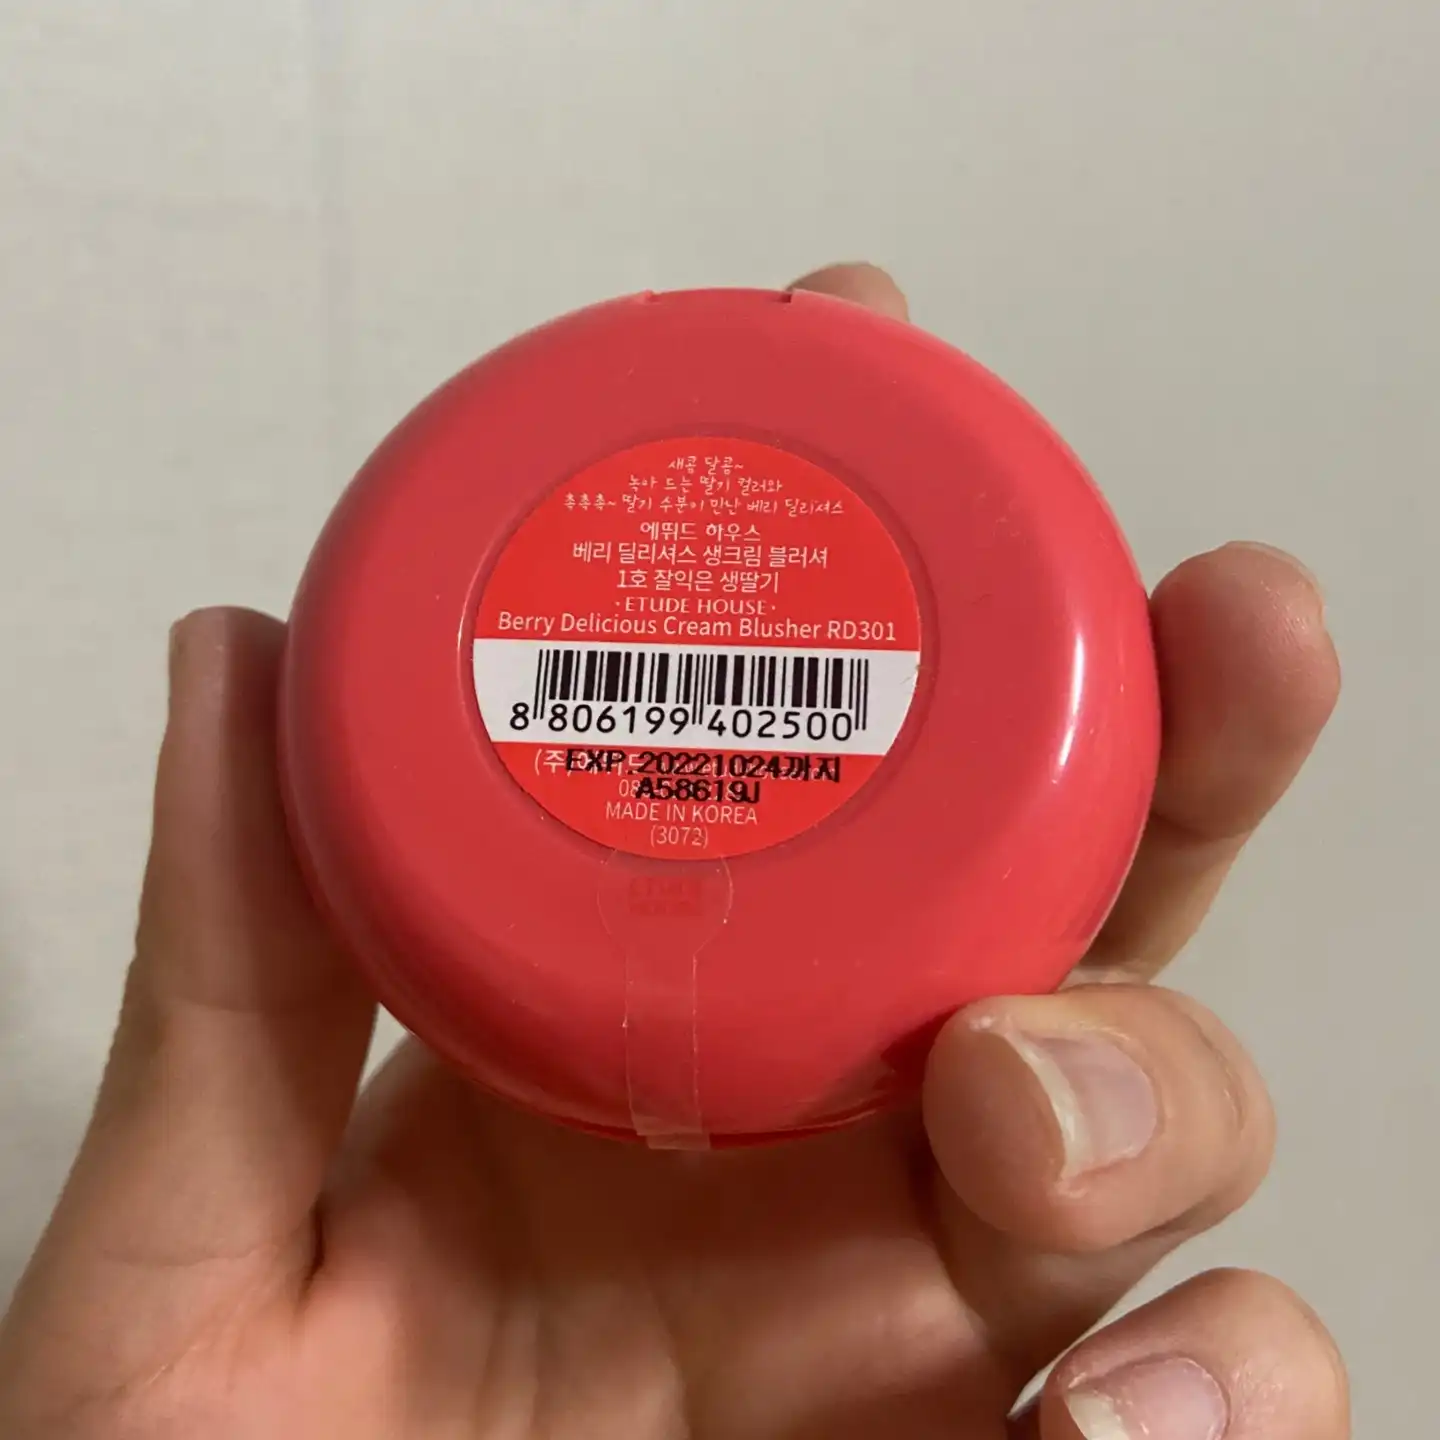 새콤 달콤~
녹아 드는 딸기 컬러와
촉촉촉~ 딸기 수분이 만난 베리 딜리셔스
에뛰드 하우스
베리 딜리셔스 생크림 블러셔
1호 잘익은 생딸기
·ETUDE HOUSE·
Berry Delicious Cream Blusher RD301
8 806199 402500
EXP.20221024까지
A58619J
MADE IN KOREA
(3072)